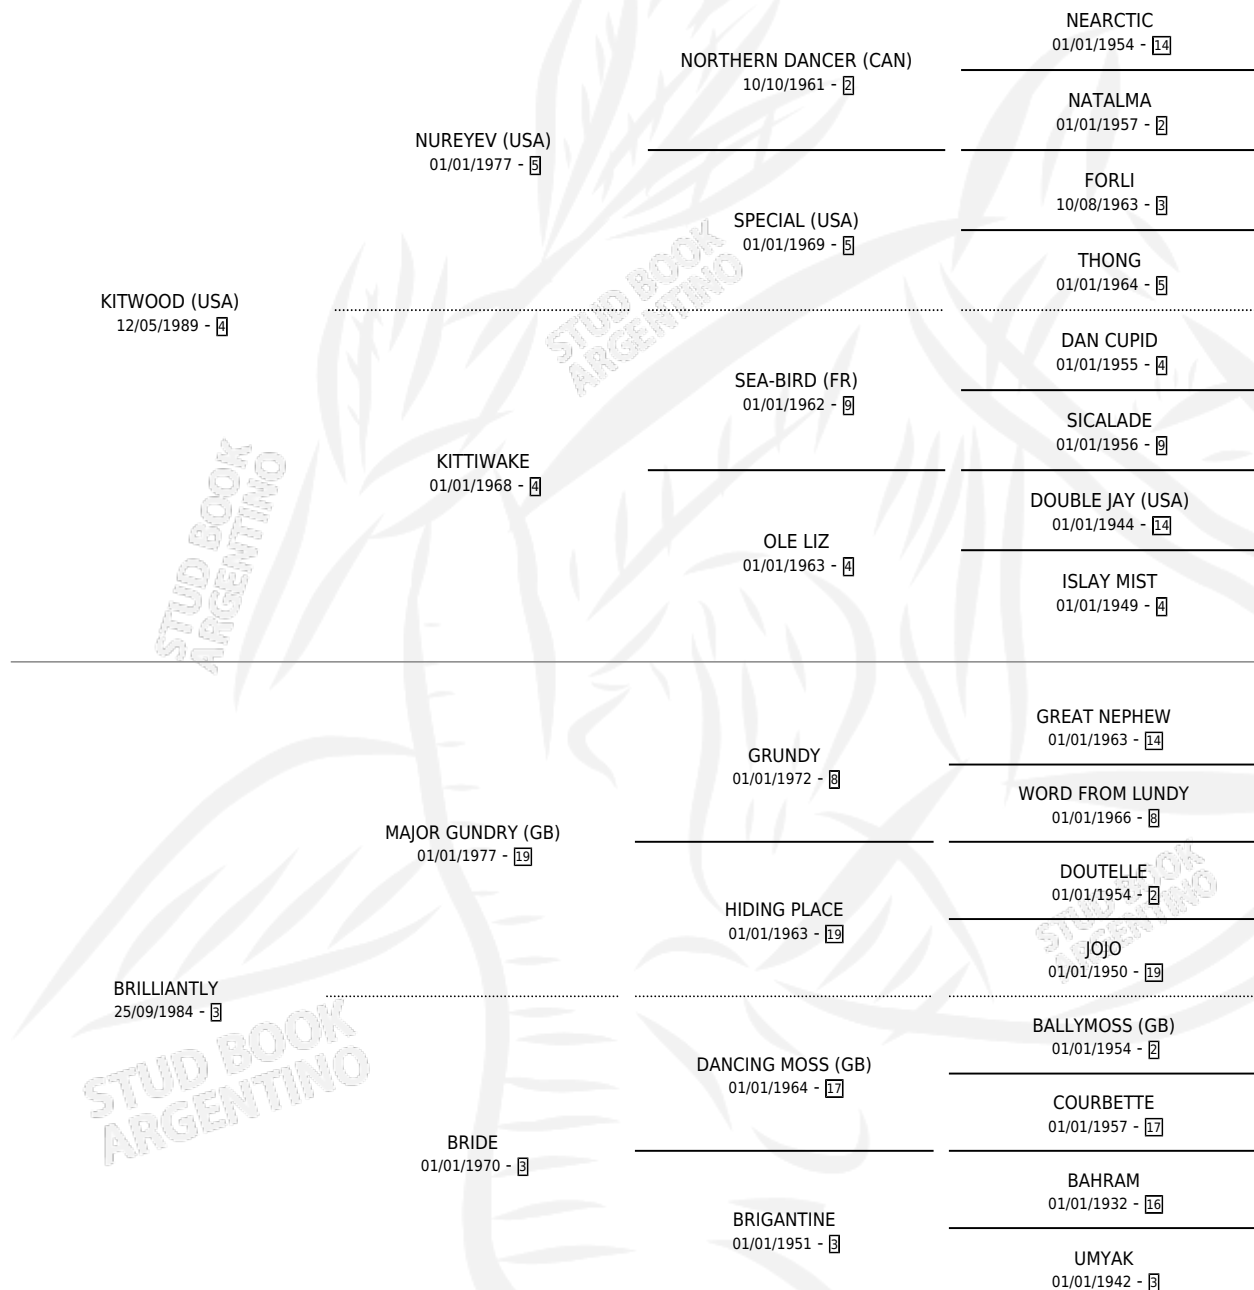 NEARCTIC
01/01/1954 - 14
NORTHERN DANCER (CAN)
10/10/1961 - 2
NATALMA
01/01/1957 - 2
NUREYEV (USA)
01/01/1977 - 5
FORLI
10/08/1963 - 3
SPECIAL (USA)
01/01/1969 - 5
THONG
01/01/1964 - 5
KITWOOD (USA)
12/05/1989 - 4
DAN CUPID
01/01/1955 - 4
SEA-BIRD (FR)
01/01/1962 - 9
SICALADE
01/01/1956 - 9
KITTIWAKE
01/01/1968 - 4
DOUBLE JAY (USA)
01/01/1944 - 14
OLE LIZ
01/01/1963 - 4
ISLAY MIST
01/01/1949 - 4
GREAT NEPHEW
01/01/1963 - 14
GRUNDY
01/01/1972 - 8
WORD FROM LUNDY
01/01/1966 - 8
MAJOR GUNDRY (GB)
01/01/1977 - 19
DOUTELLE
01/01/1954 - 2
HIDING PLACE
01/01/1963 - 19
JOJO
01/01/1950 - 19
BRILLIANTLY
25/09/1984 - 3
BALLYMOSS (GB)
01/01/1954 - 2
DANCING MOSS (GB)
01/01/1964 - 17
COURBETTE
01/01/1957 - 17
BRIDE
01/01/1970 - 3
BAHRAM
01/01/1932 - 16
BRIGANTINE
01/01/1951 - 3
UMYAK
01/01/1942 - 3
STUD BOOK
ARGENTINO
STUD BOOK
ARGENTINO
STUD BOOK
ARGENTINO
STUD BOOK
ARGENTINO